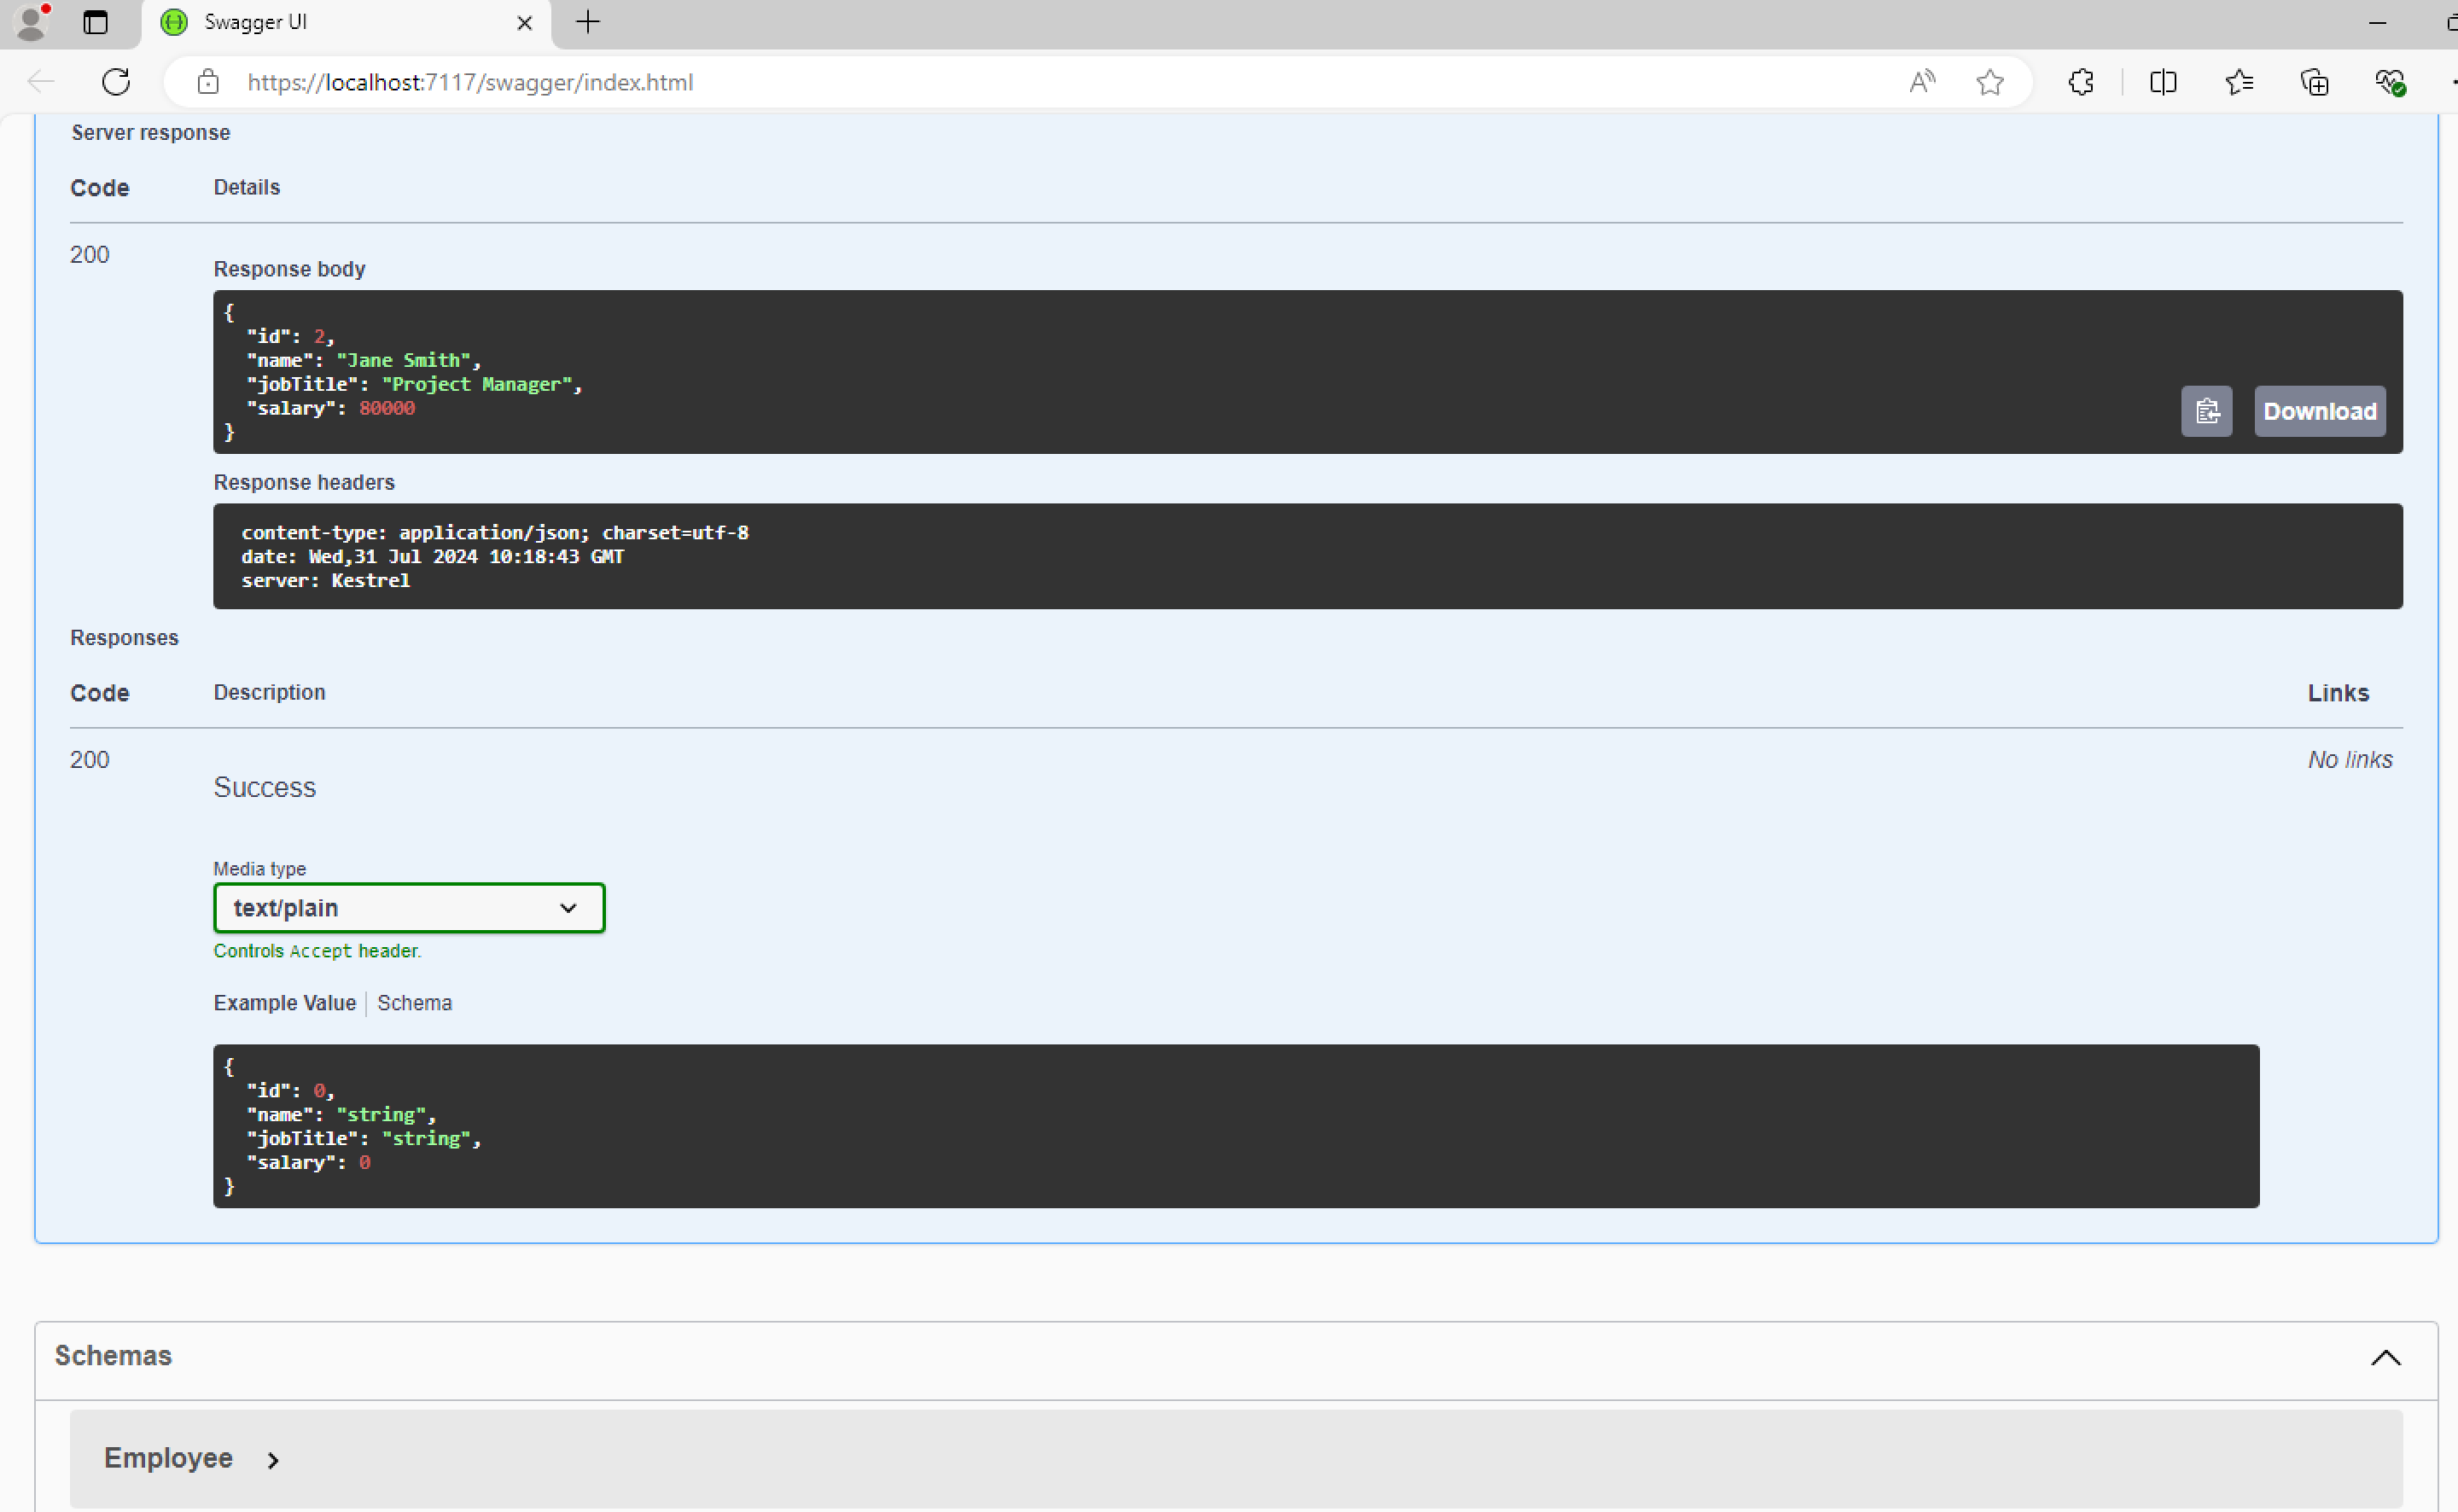 Swagger UI
https://localhost:7117/swagger/index.html
Server response
Code Details
200
Response body
{
  "id": 2,
  "name": "Jane Smith",
  "jobTitle": "Project Manager",
  "salary": 80000
}
Download
Response headers
content-type: application/json; charset=utf-8
date: Wed,31 Jul 2024 10:18:43 GMT
server: Kestrel
Responses
Code Description Links
200 No links
Success
Media type
text/plain
Controls Accept header.
Example Value Schema
{
  "id": 0,
  "name": "string",
  "jobTitle": "string",
  "salary": 0
}
Schemas
Employee